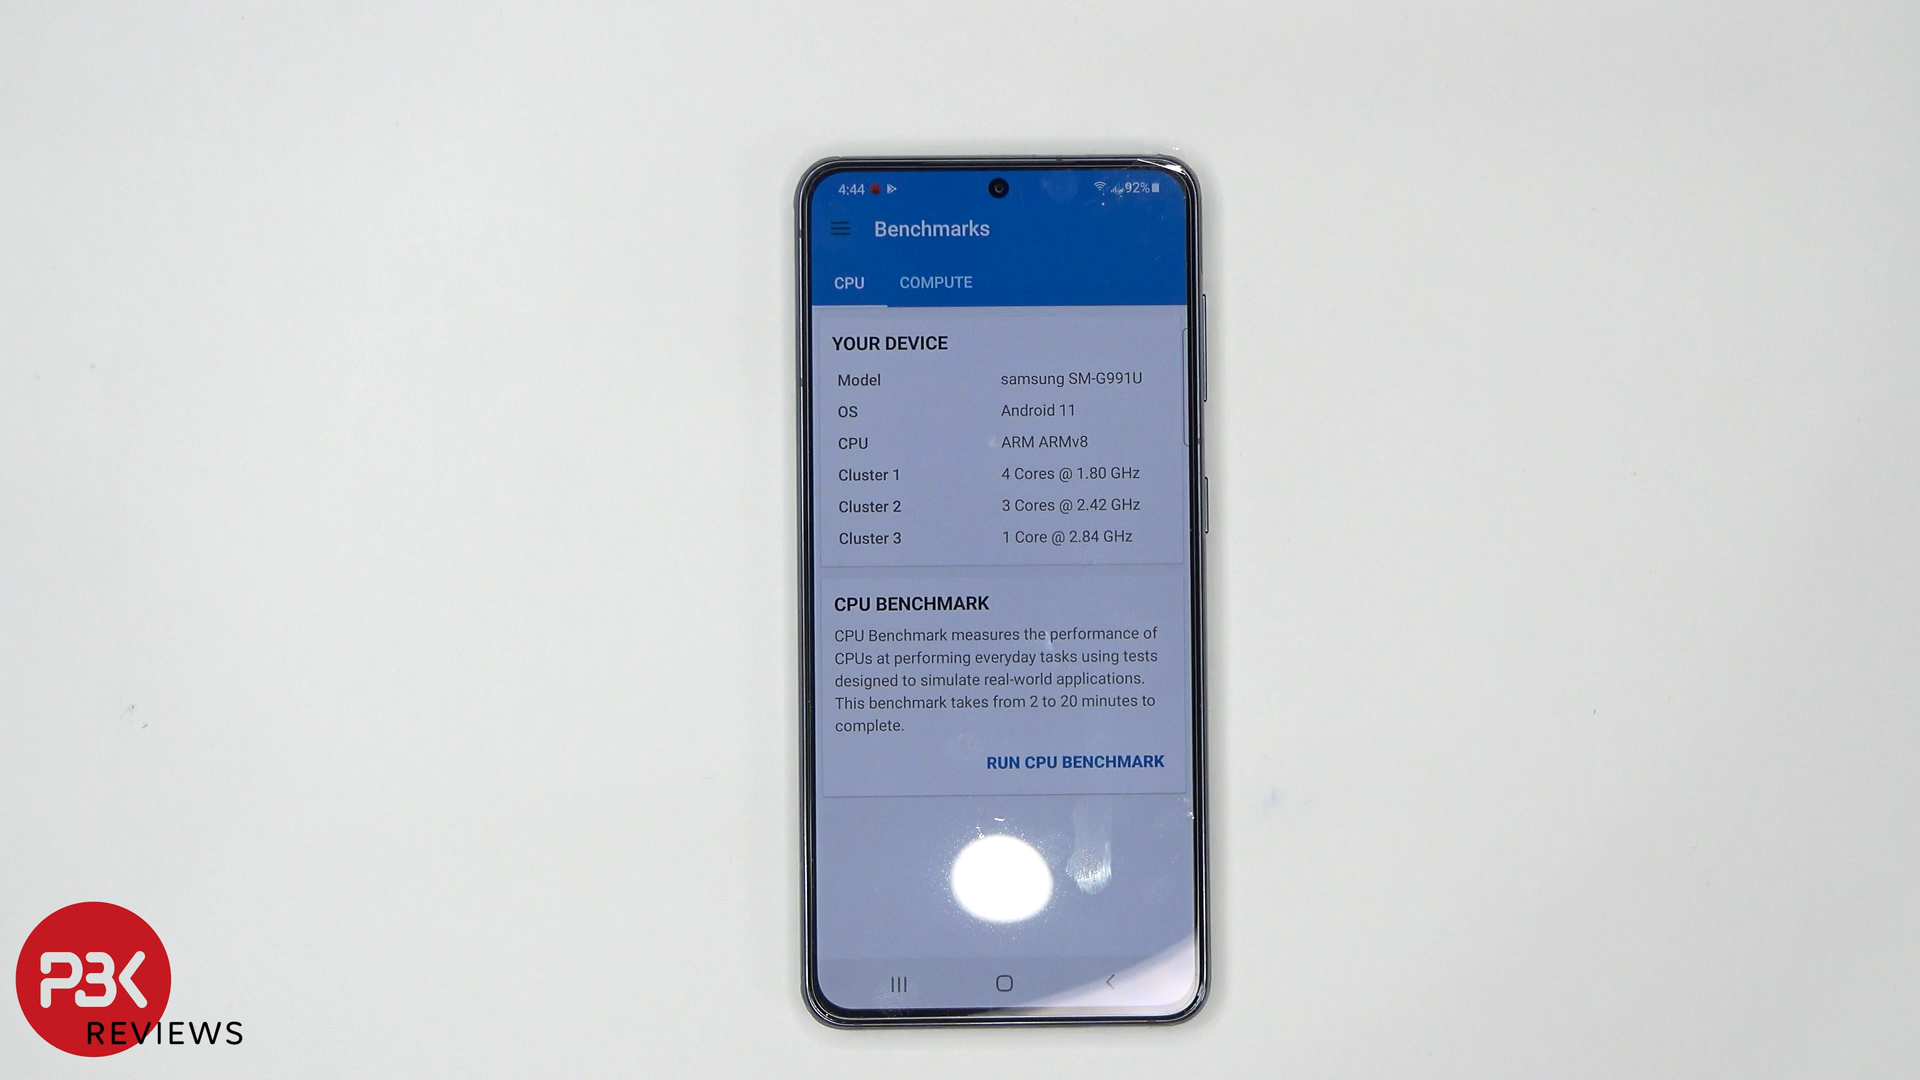 4:44
92%
Benchmarks
CPU COMPUTE
YOUR DEVICE
Model samsung SM-G991U
OS Android 11
CPU ARM ARMv8
Cluster 1 4 Cores @ 1.80 GHz
Cluster 2 3 Cores @ 2.42 GHz
Cluster 3 1 Core @ 2.84 GHz
CPU BENCHMARK
CPU Benchmark measures the performance of
CPUs at performing everyday tasks using tests
designed to simulate real-world applications.
This benchmark takes from 2 to 20 minutes to
complete.
RUN CPU BENCHMARK
PBK
REVIEWS